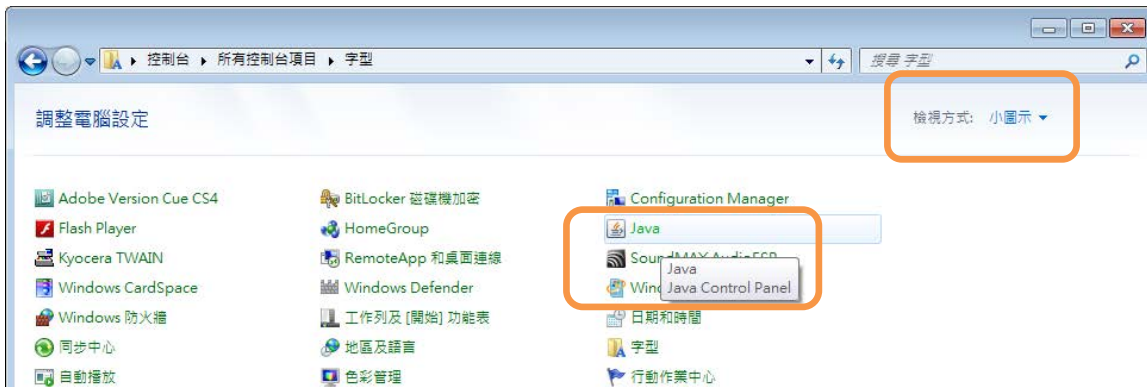 控制台 ▸ 所有控制台項目 ▸ 字型
搜尋 字型
調整電腦設定
檢視方式: 小圖示
Adobe Version Cue CS4
BitLocker 磁碟機加密
Configuration Manager
Flash Player
HomeGroup
Java
Kyocera TWAIN
RemoteApp 和桌面連線
SoundMAX AudioESP
Java
Java Control Panel
Windows CardSpace
Windows Defender
Wind
Windows 防火牆
工作列及 [開始] 功能表
日期和時間
同步中心
地區及語言
字型
自動播放
色彩管理
行動作業中心